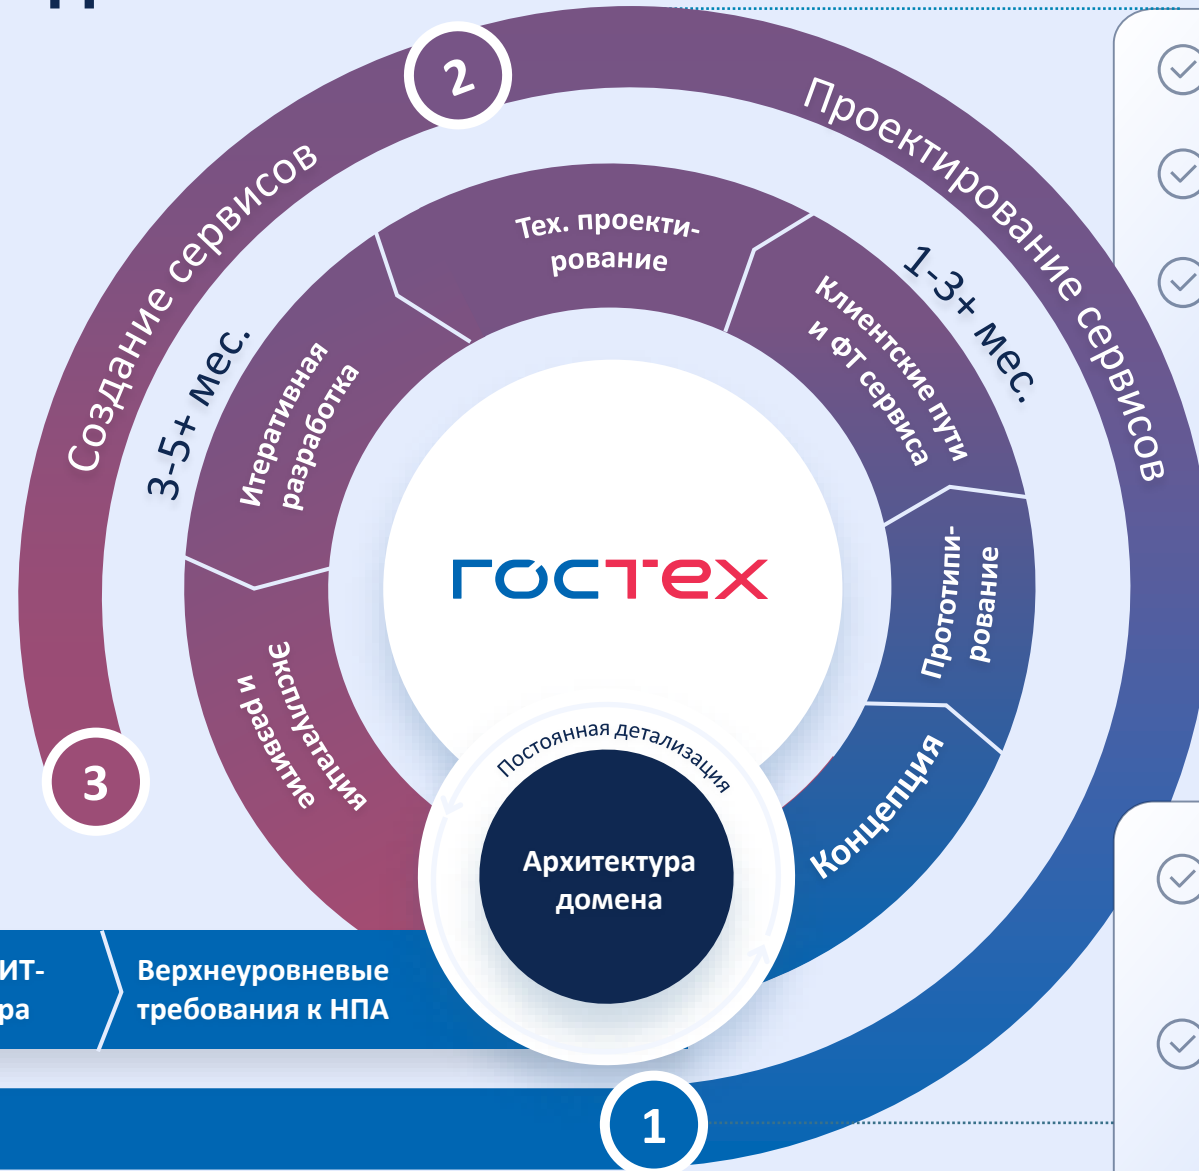 2
Проектирование сервисов
Создание сервисов
1-3+ мес.
3-5+ мес.
Тех. проекти-
рование
Клиентские пути
и ФТ сервиса
Итеративная
разработка
Прототипи-
рование
гостех
Эксплуатация
и развитие
Концепция
Постоянная детализация
3
Архитектура
домена
ИТ-
ра
Верхнеуровневые
требования к НПА
1